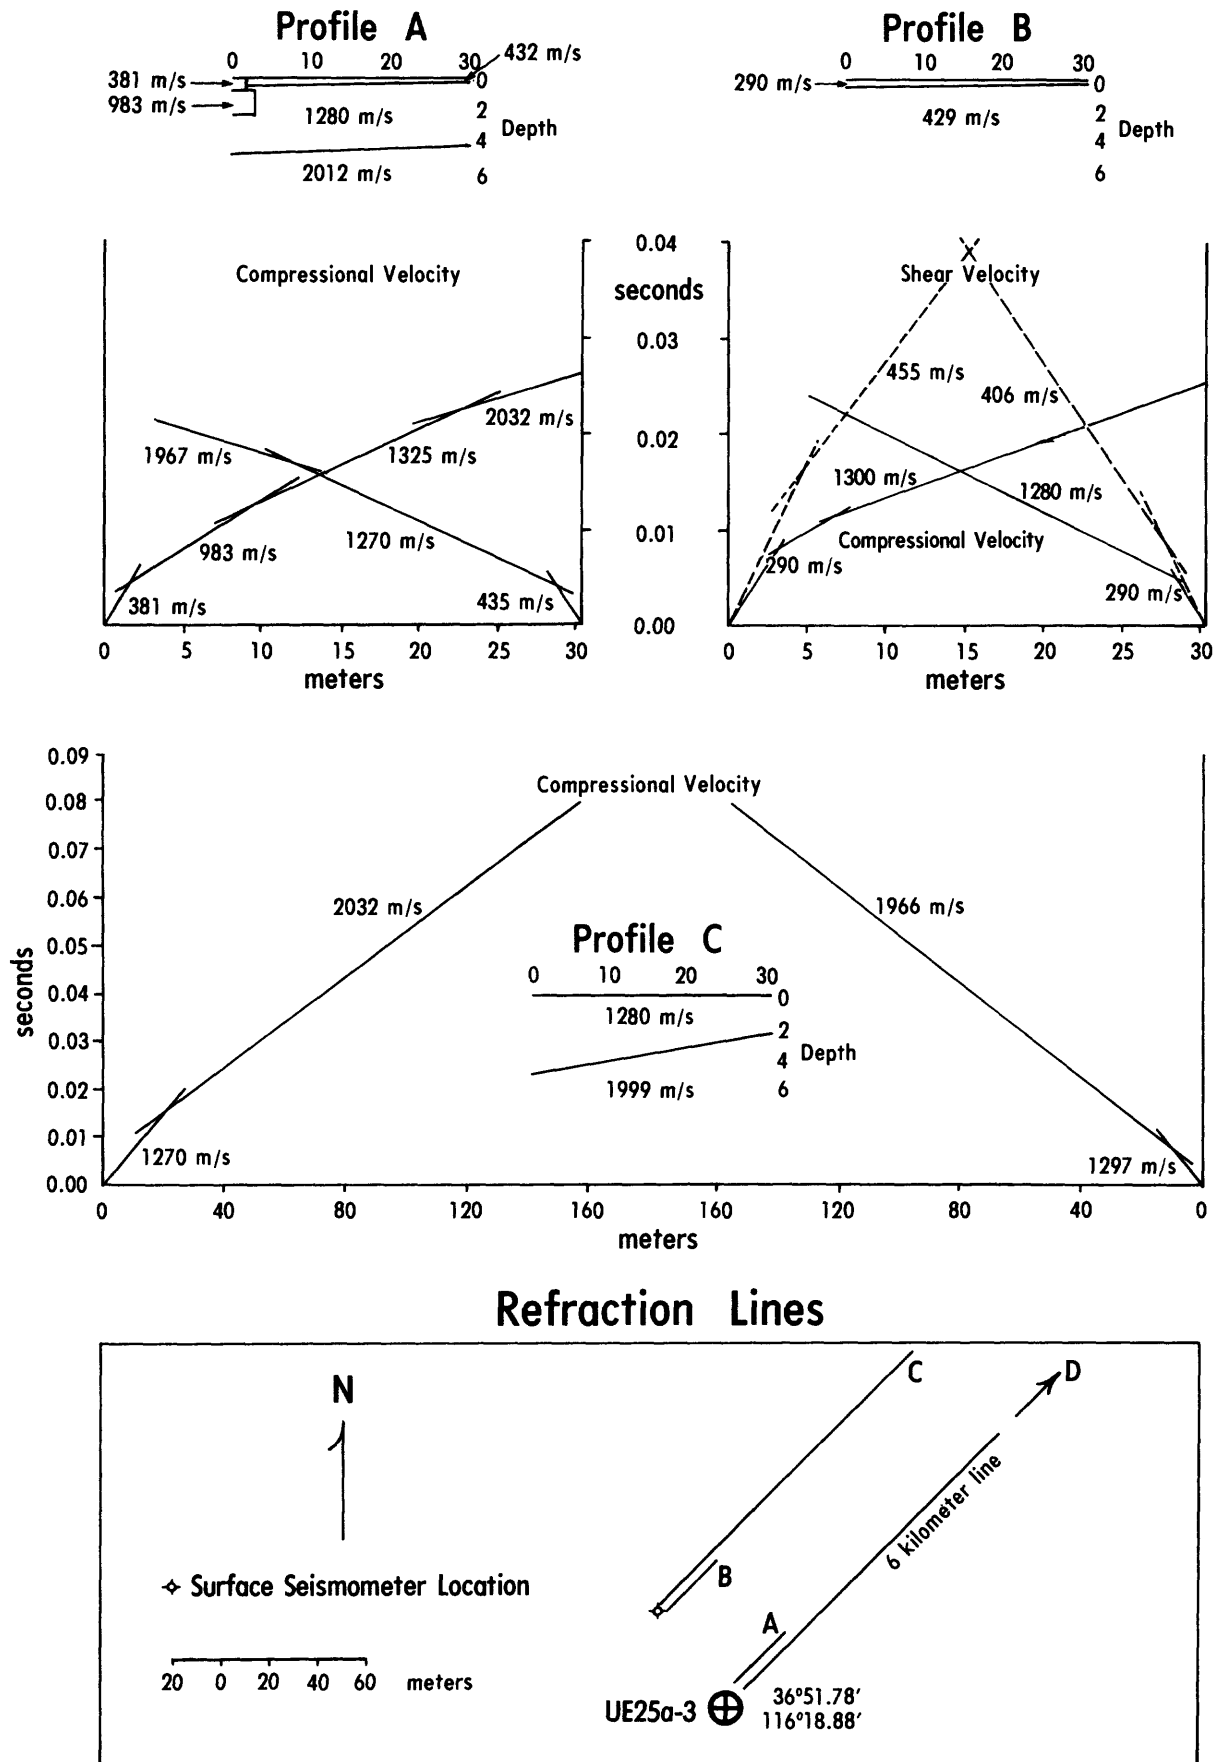 Profile A
0 10 20 30
432 m/s
381 m/s
983 m/s
1280 m/s
2012 m/s
0
2
4
6
Depth
Profile B
0 10 20 30
290 m/s
429 m/s
0
2
4
6
Depth
Compressional Velocity
1967 m/s
983 m/s
381 m/s
1325 m/s
2032 m/s
1270 m/s
435 m/s
0 5 10 15 20 25 30
meters
0.04
seconds
0.03
0.02
0.01
0.00
Shear Velocity
455 m/s
406 m/s
1300 m/s
1280 m/s
Compressional Velocity
290 m/s
290 m/s
0 5 10 15 20 25 30
meters
0.09
0.08
0.07
0.06
0.05
0.04
0.03
0.02
0.01
0.00
seconds
Compressional Velocity
2032 m/s
1966 m/s
1270 m/s
1297 m/s
Profile C
0 10 20 30
1280 m/s
1999 m/s
0
2
4
6
Depth
0 40 80 120 160 160 120 80 40 0
meters
Refraction Lines
N
Surface Seismometer Location
20 0 20 40 60 meters
C
D
6 kilometer line
B
A
UE25a-3
36°51.78′
116°18.88′